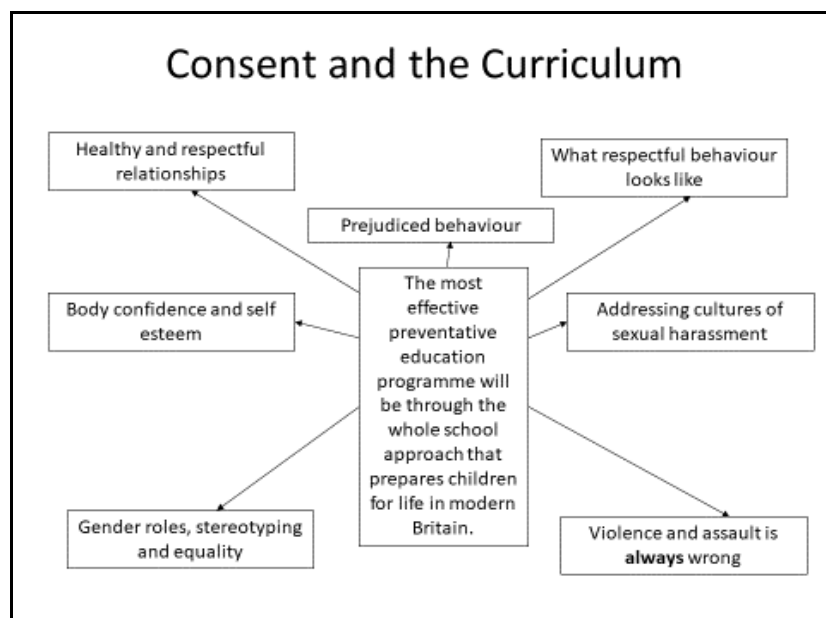 Consent and the Curriculum
Healthy and respectful
relationships
What respectful behaviour
looks like
Prejudiced behaviour
The most
effective
preventative
education
programme will
be through the
whole school
approach that
prepares children
for life in modern
Britain.
Body confidence and self
esteem
Addressing cultures of
sexual harassment
Gender roles, stereotyping
and equality
Violence and assault is
always wrong